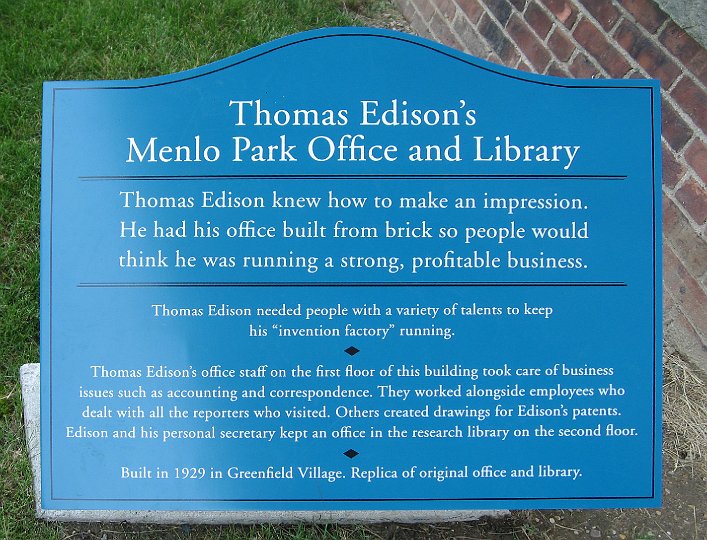 Thomas Edison's
Menlo Park Office and Library
Thomas Edison knew how to make an impression.
He had his office built from brick so people would
think he was running a strong, profitable business.
Thomas Edison needed people with a variety of talents to keep
his “invention factory” running.
Thomas Edison's office staff on the first floor of this building took care of business
issues such as accounting and correspondence. They worked alongside employees who
dealt with all the reporters who visited. Others created drawings for Edison's patents.
Edison and his personal secretary kept an office in the research library on the second floor.
Built in 1929 in Greenfield Village. Replica of original office and library.